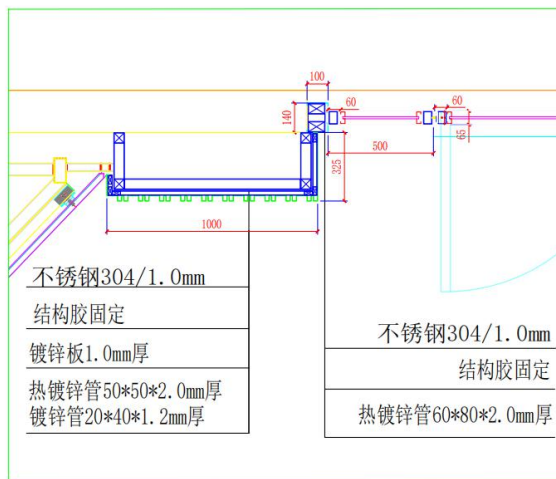 100
60
60
140
65
500
325
1000
不锈钢304/1.0mm
结构胶固定
镀锌板1.0mm厚
热镀锌管50*50*2.0mm厚
镀锌管20*40*1.2mm厚
不锈钢304/1.0mm
结构胶固定
热镀锌管60*80*2.0mm厚